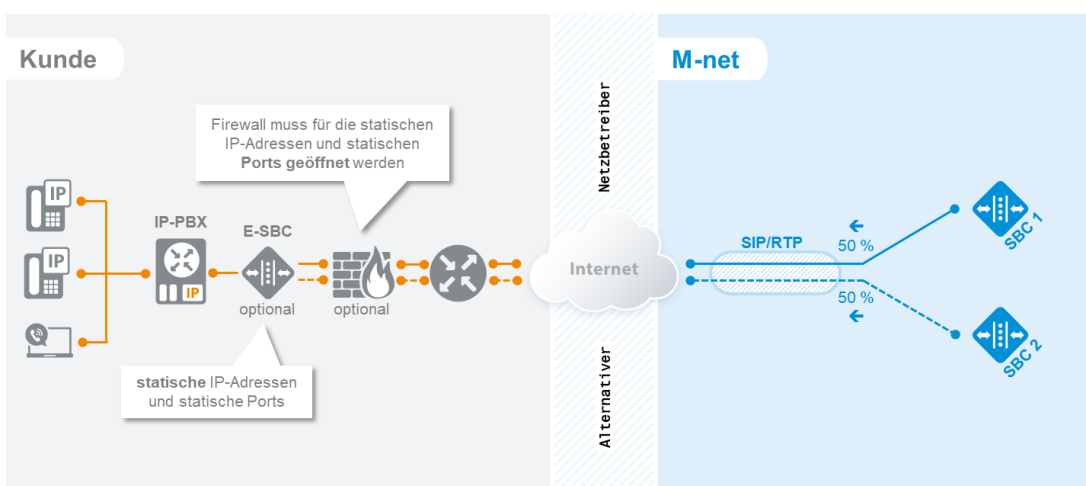 Kunde
M-net
Firewall muss für die statischen
IP-Adressen und statischen
Ports geöffnet werden
Netzbetreiber
IP
IP-PBX
E-SBC
IP
IP
optional
optional
Internet
SIP/RTP
50 %
50 %
SBC 1
SBC 2
statische IP-Adressen
und statische Ports
Alternativer